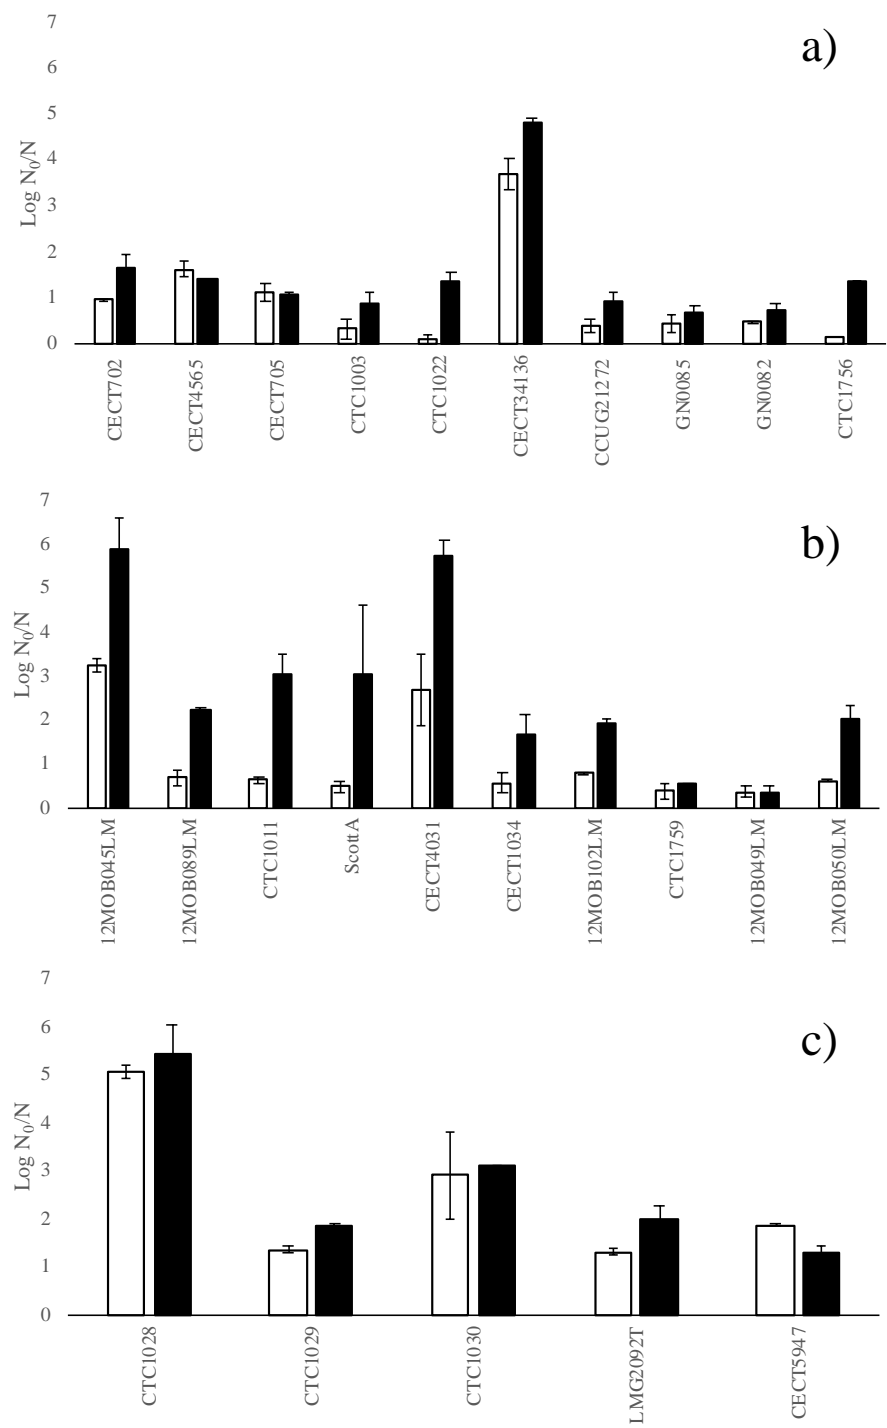 a)
7
6
5
4
3
2
1
0
Log N₀/N
CECT702
CECT4565
CECT705
CTC1003
CTC1022
CECT34136
CCUG21272
GN0085
GN0082
CTC1756
b)
7
6
5
4
3
2
1
0
Log N₀/N
12MOB045LM
12MOB089LM
CTC1011
ScottA
CECT4031
CECT1034
12MOB102LM
CTC1759
12MOB049LM
12MOB050LM
c)
7
6
5
4
3
2
1
0
Log N₀/N
CTC1028
CTC1029
CTC1030
LMG2092T
CECT5947